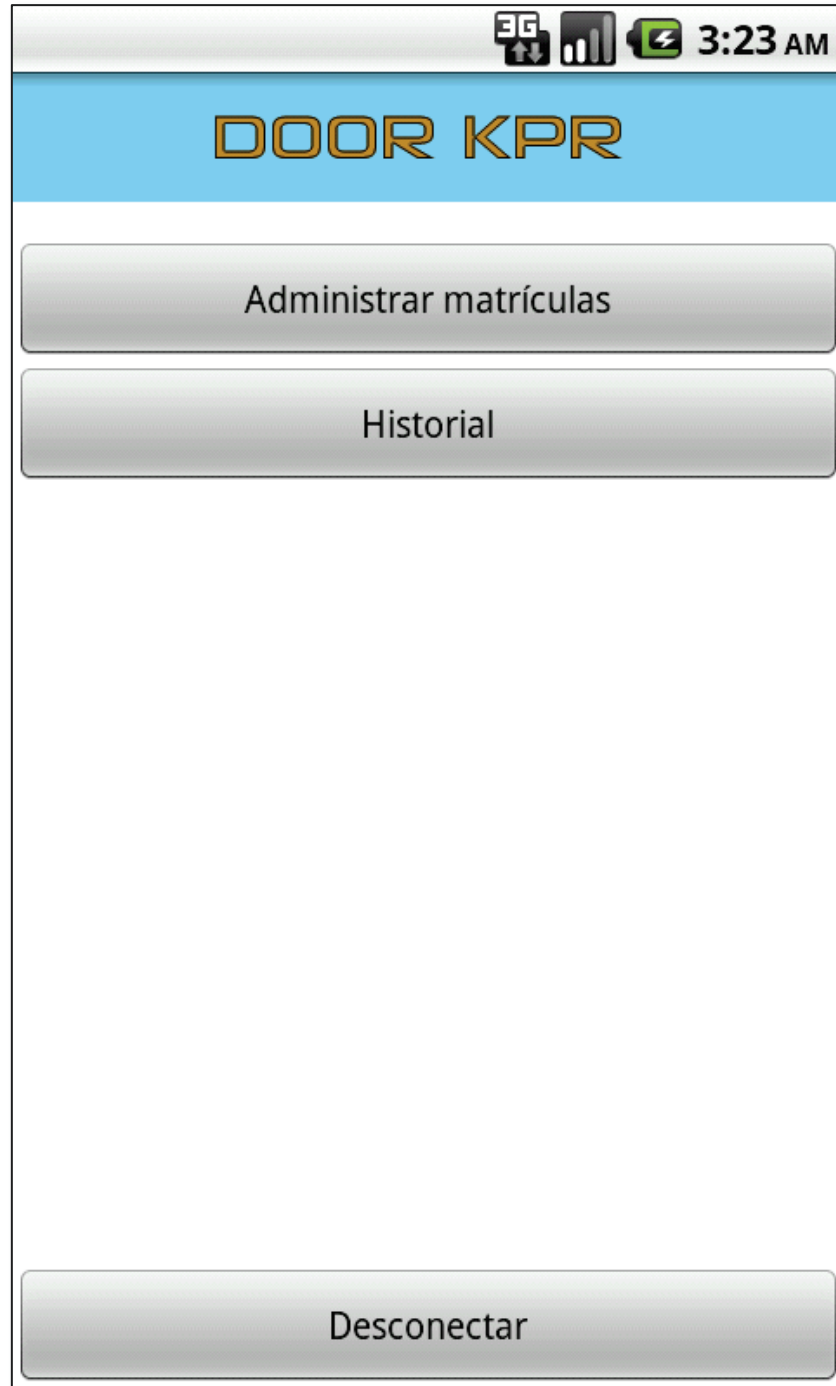 3G 3:23 AM
DOOR KPR
Administrar matrículas
Historial
Desconectar